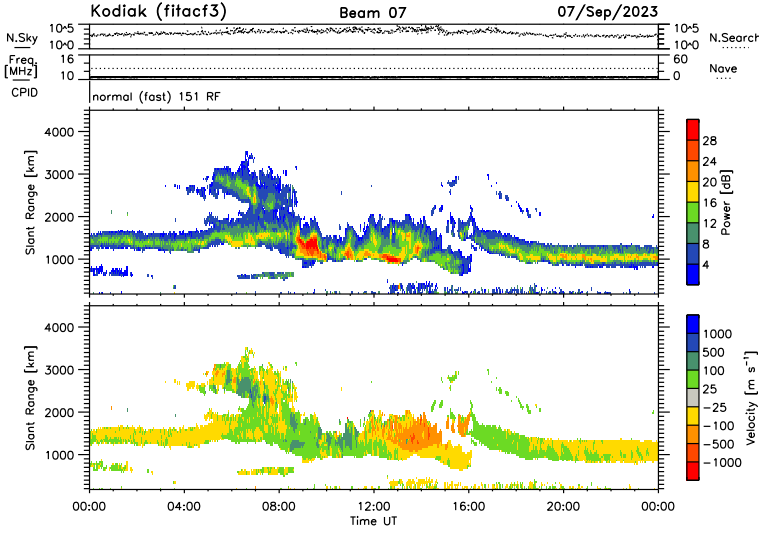 Kodiak (fitacf3) Beam 07 07/Sep/2023
N.Sky 10^5 10^0 10^5 10^0 N.Search
Freq. [MHz] 16 10 60 0 Nave
CPID normal (fast) 151 RF
Slant Range [km] 4000 3000 2000 1000
28 24 20 16 12 8 4 Power [dB]
Slant Range [km] 4000 3000 2000 1000
1000 500 100 25 −25 −100 −500 −1000 Velocity [m s⁻¹]
00:00 04:00 08:00 12:00 16:00 20:00 00:00
Time UT